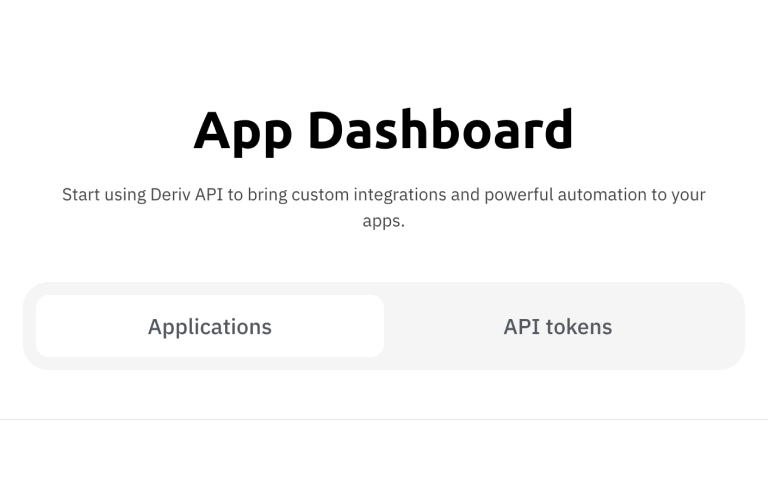 App Dashboard
Start using Deriv API to bring custom integrations and powerful automation to your
apps.
Applications
API tokens